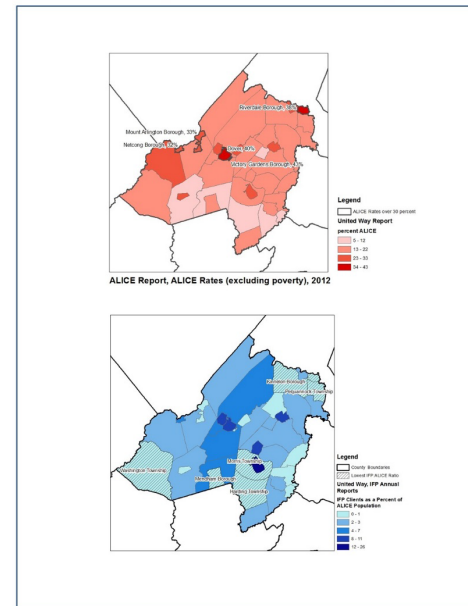 Riverdale Borough, 38%
Mount Arlington Borough, 33%
Netcong Borough, 32%
Dover, 40%
Victory Gardens Borough, 43%
Legend
ALICE Rates over 30 percent
United Way Report
percent ALICE
5 - 12
13 - 22
23 - 33
34 - 43
ALICE Report, ALICE Rates (excluding poverty), 2012
Kinnelon Borough
Pequannock Township
Morris Township
Washington Township
Mendham Borough
Harding Township
Legend
County Boundaries
Lowest IFP ALICE Ratio
United Way, IFP Annual
Reports
IFP Clients as a Percent of
ALICE Population
0 - 1
2 - 3
4 - 7
8 - 11
12 - 26